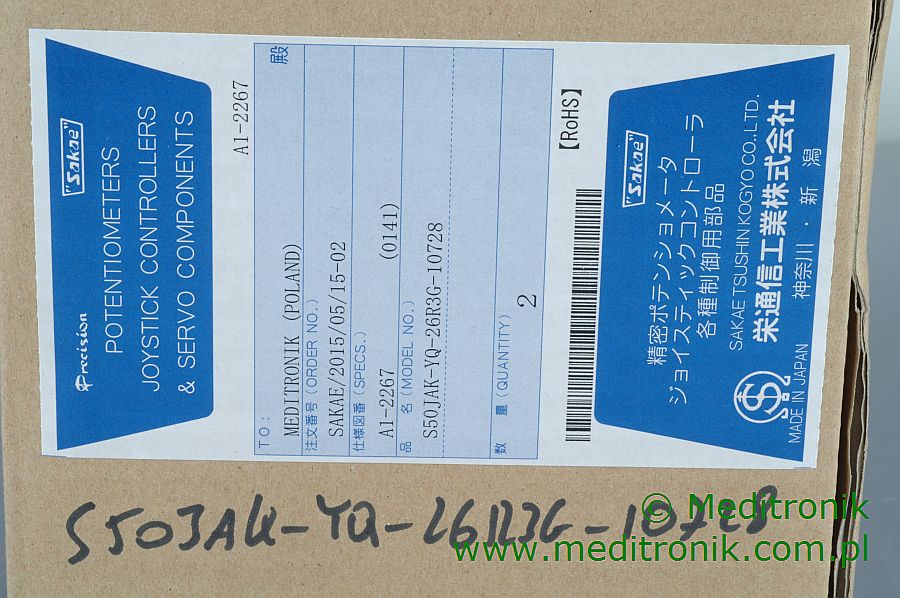 "Sakae"
Precision
POTENTIOMETERS
JOYSTICK CONTROLLERS
& SERVO COMPONENTS
A1-2267
TO: 殿
MEDITRONIK (POLAND)
注文番号 (ORDER NO.)
SAKAE/2015/05/15-02
仕様図番 (SPECS.)
A1-2267 (0141)
品 名 (MODEL NO.)
S50JAK-YQ-26R3G-10728
数 量 (QUANTITY)
2
【RoHS】
"Sakae"
精密ポテンショメータ
ジョイスティックコントローラ
各種制御用部品
SAKAE TSUSHIN KOGYO CO.,LTD.
栄通信工業株式会社
神奈川・新潟
MADE IN JAPAN
S50JAK-YQ-26R3G-10728
© Meditronik
www.meditronik.com.pl